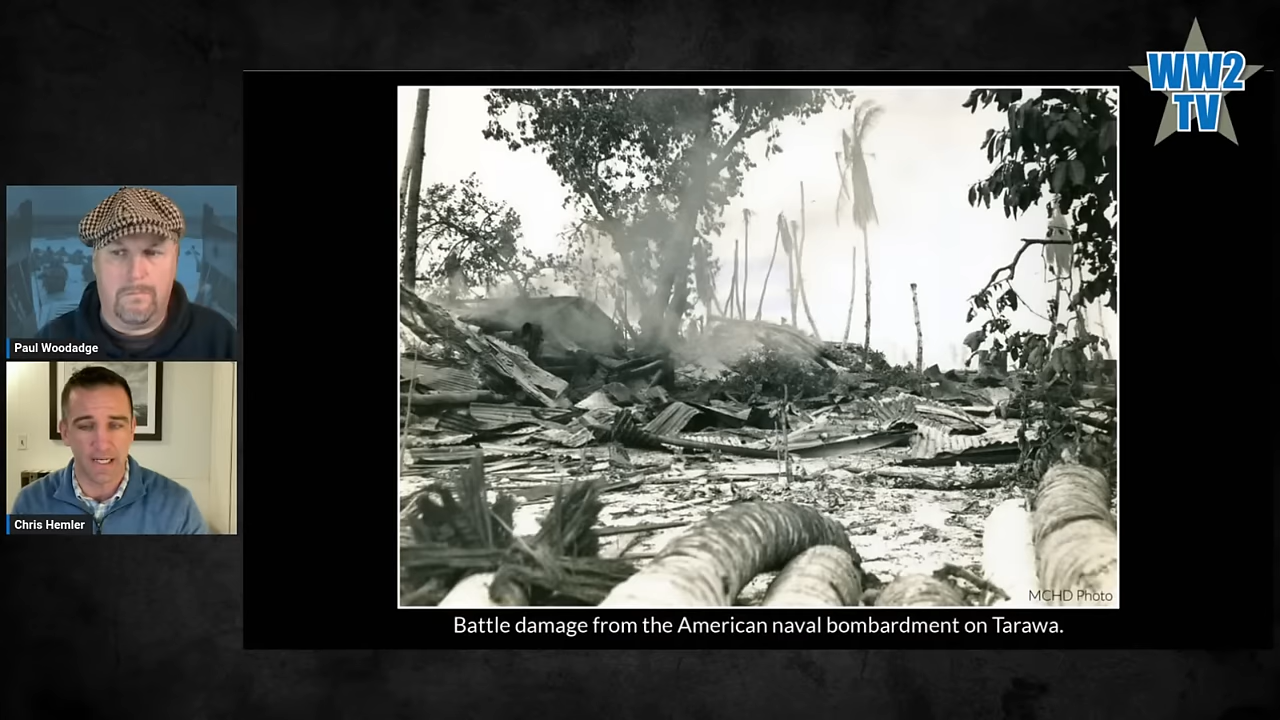 WW2
TV
Paul Woodadge
Chris Hemler
MCHD Photo
Battle damage from the American naval bombardment on Tarawa.